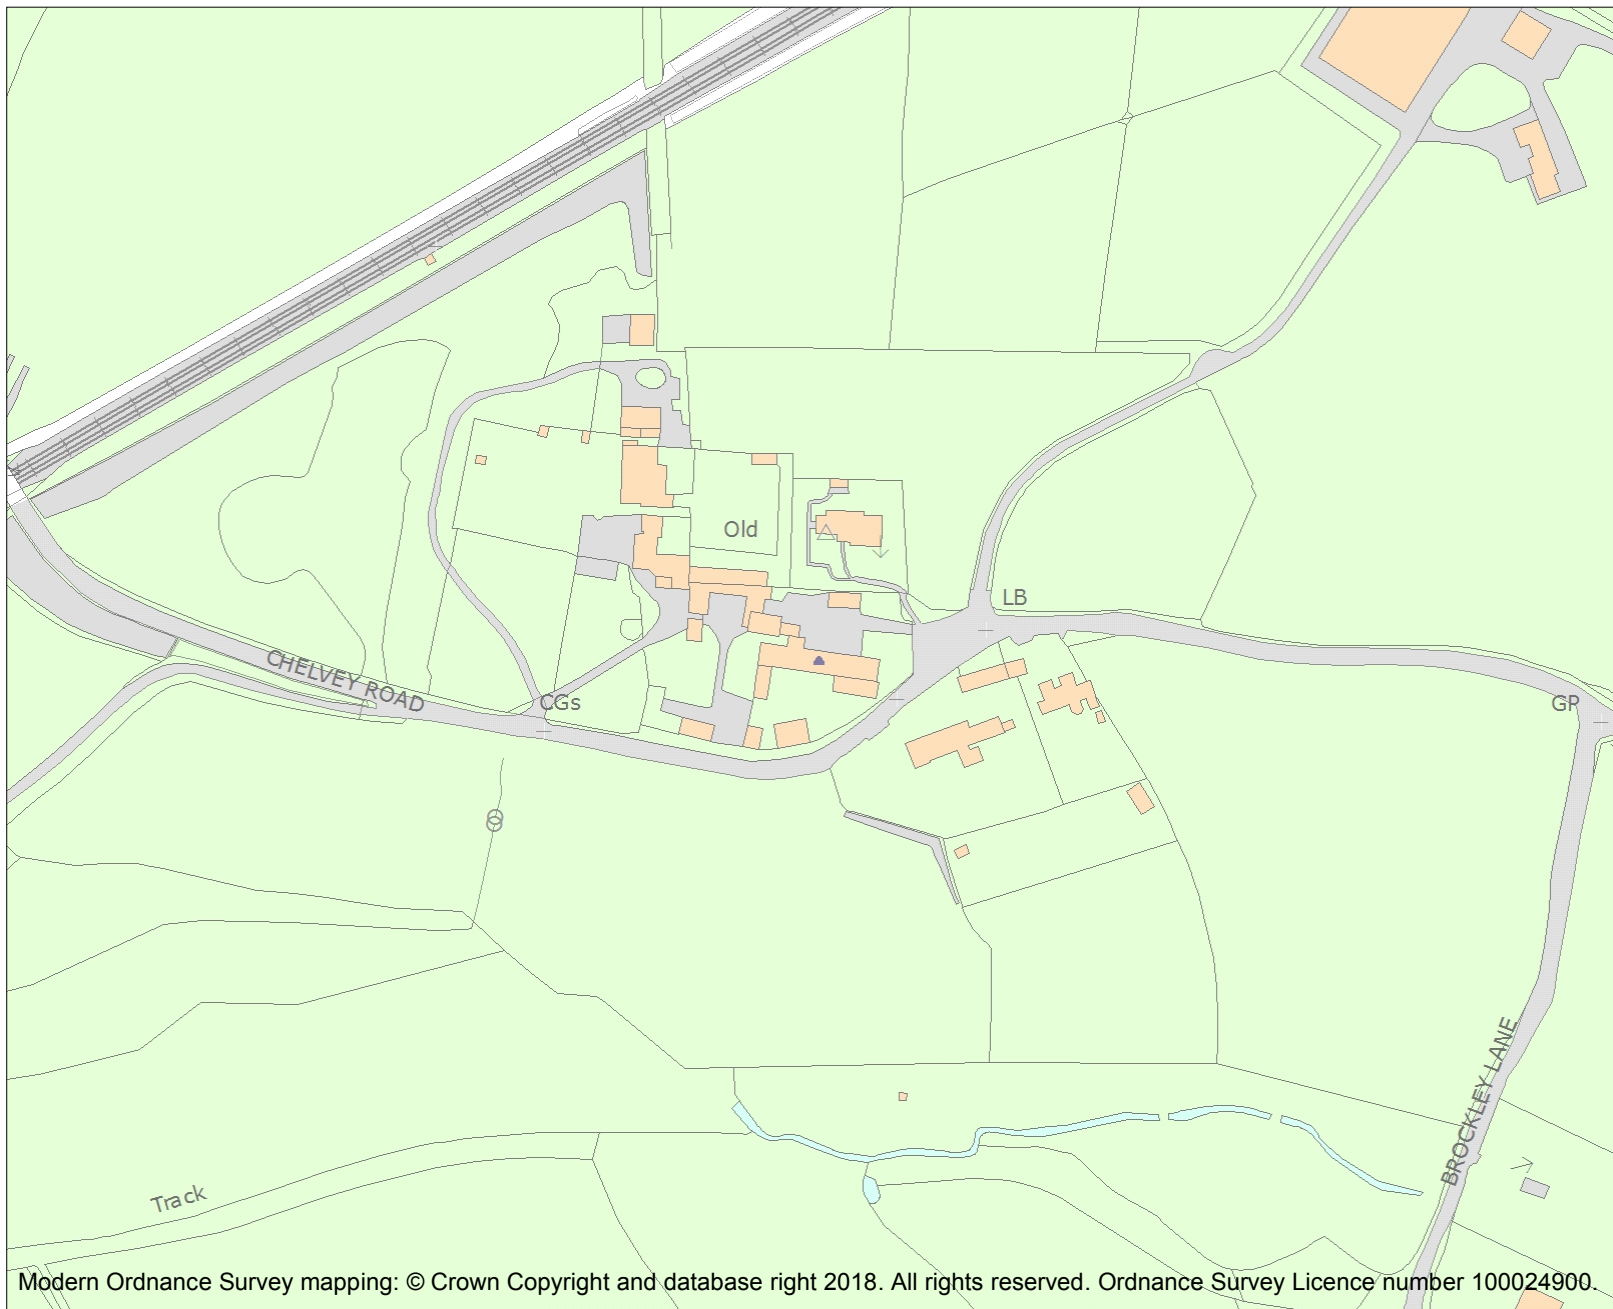 Old
LB
CHELVEY ROAD
CGs
GP
BROCKLEY LANE
Track
Modern Ordnance Survey mapping: © Crown Copyright and database right 2018. All rights reserved. Ordnance Survey Licence number 100024900.